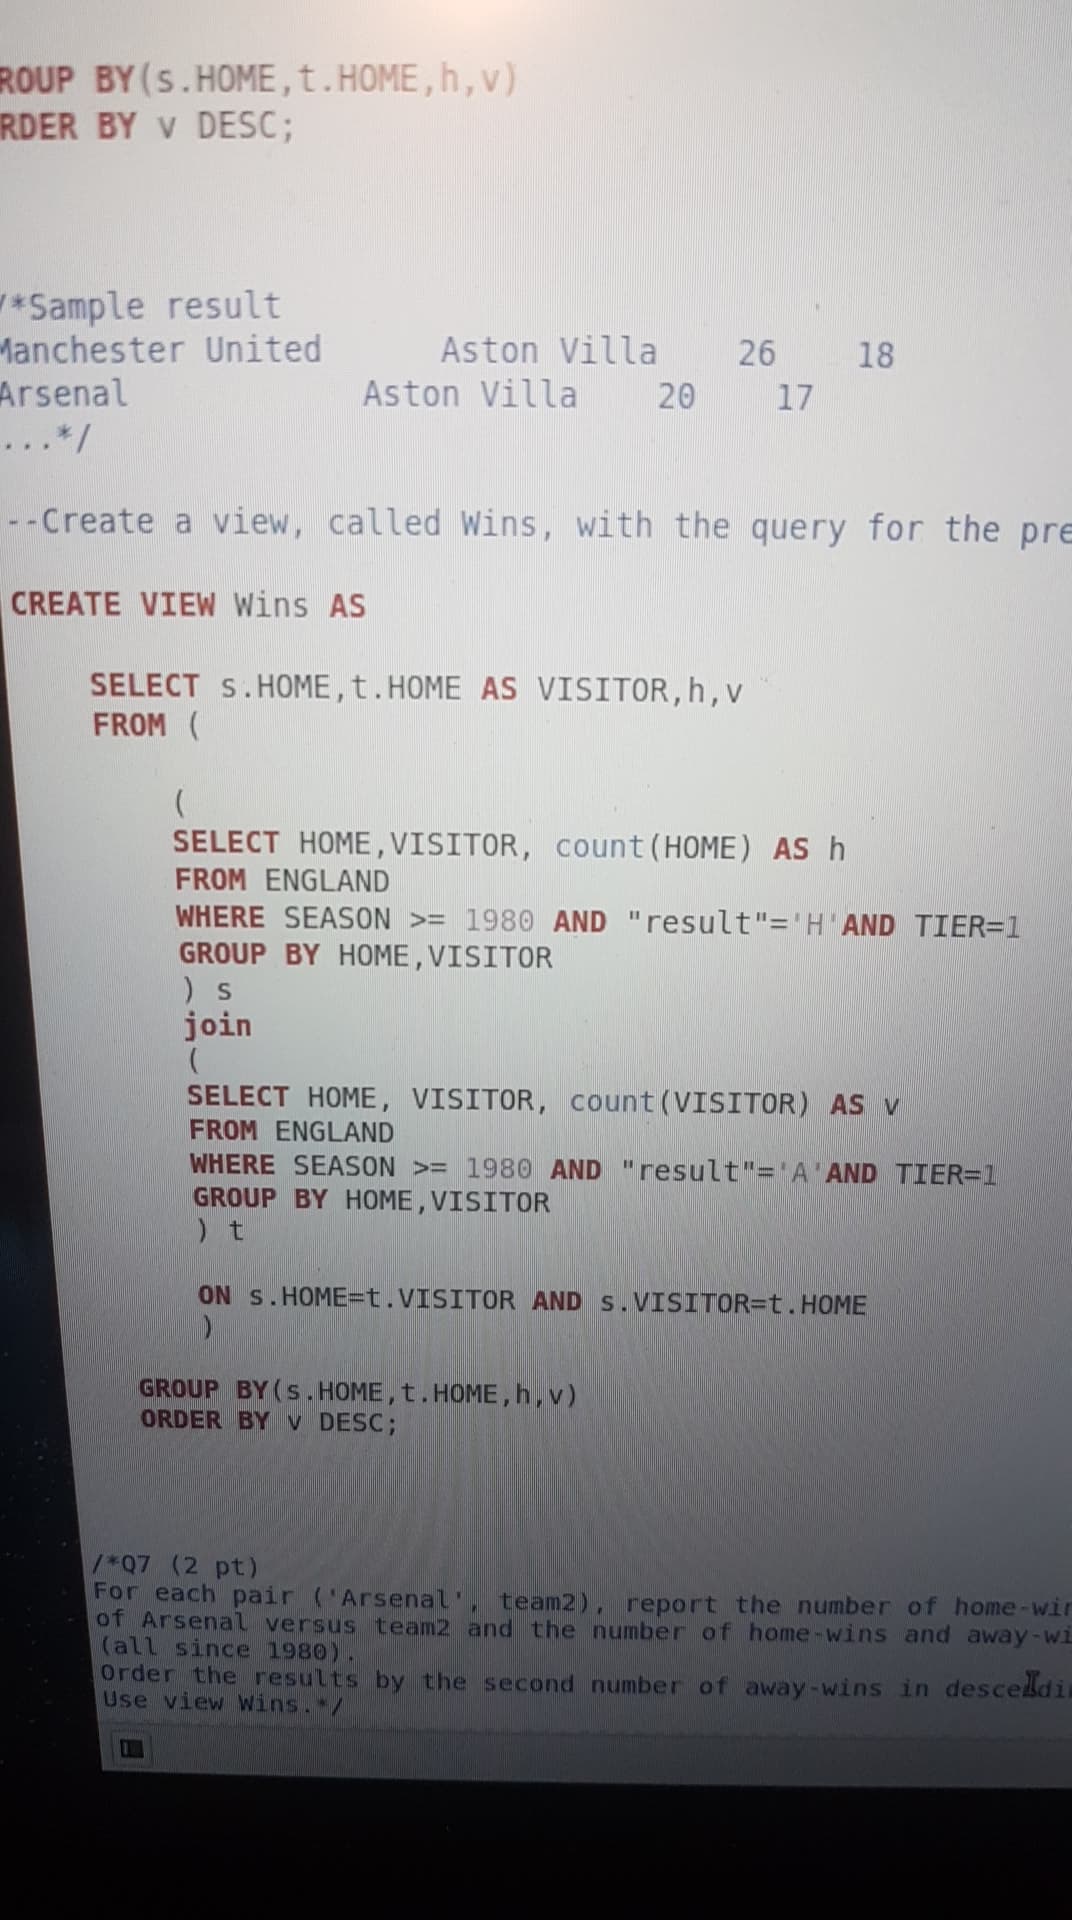 ROUP BY(s.HOME,t.HOME,h,v)
RDER BY v DESC;
/*Sample result
Manchester United Aston Villa 26 18
Arsenal Aston Villa 20 17
...*/
--Create a view, called Wins, with the query for the pre
CREATE VIEW Wins AS
SELECT s.HOME,t.HOME AS VISITOR,h,v
FROM (
(
SELECT HOME,VISITOR, count(HOME) AS h
FROM ENGLAND
WHERE SEASON >= 1980 AND "result"='H'AND TIER=1
GROUP BY HOME,VISITOR
) s
join
(
SELECT HOME, VISITOR, count(VISITOR) AS v
FROM ENGLAND
WHERE SEASON >= 1980 AND "result"='A'AND TIER=1
GROUP BY HOME,VISITOR
) t
ON s.HOME=t.VISITOR AND s.VISITOR=t.HOME
)
GROUP BY(s.HOME,t.HOME,h,v)
ORDER BY v DESC;
/*Q7 (2 pt)
For each pair ('Arsenal', team2), report the number of home-win
of Arsenal versus team2 and the number of home-wins and away-wi
(all since 1980).
Order the results by the second number of away-wins in descendi
Use view Wins.*/